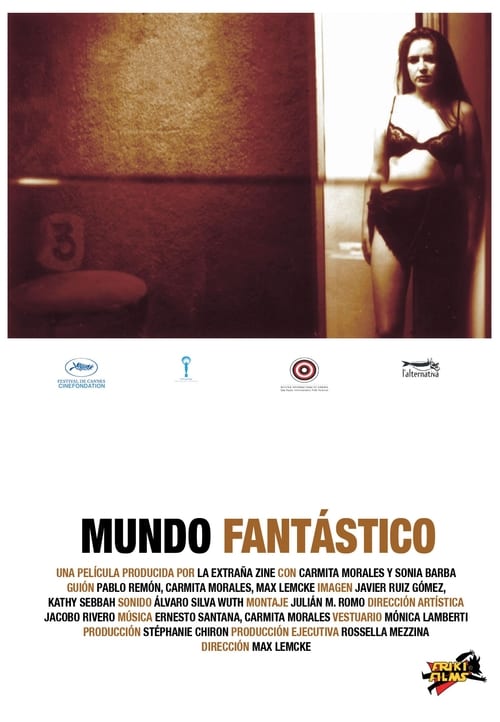 3
FESTIVAL DE CANNES
CINEFONDATION
l'alternativa
MUNDO FANTÁSTICO
UNA PELÍCULA PRODUCIDA POR LA EXTRAÑA ZINE CON CARMITA MORALES Y SONIA BARBA
GUIÓN PABLO REMÓN, CARMITA MORALES, MAX LEMCKE IMAGEN JAVIER RUIZ GÓMEZ,
KATHY SEBBAH SONIDO ÁLVARO SILVA WUTH MONTAJE JULIÁN M. ROMO DIRECCIÓN ARTÍSTICA
JACOBO RIVERO MÚSICA ERNESTO SANTANA, CARMITA MORALES VESTUARIO MÓNICA LAMBERTI
PRODUCCIÓN STÉPHANE CHIRON PRODUCCIÓN EJECUTIVA ROSSELLA MEZZINA
DIRECCIÓN MAX LEMCKE
FRIKI
FILMS